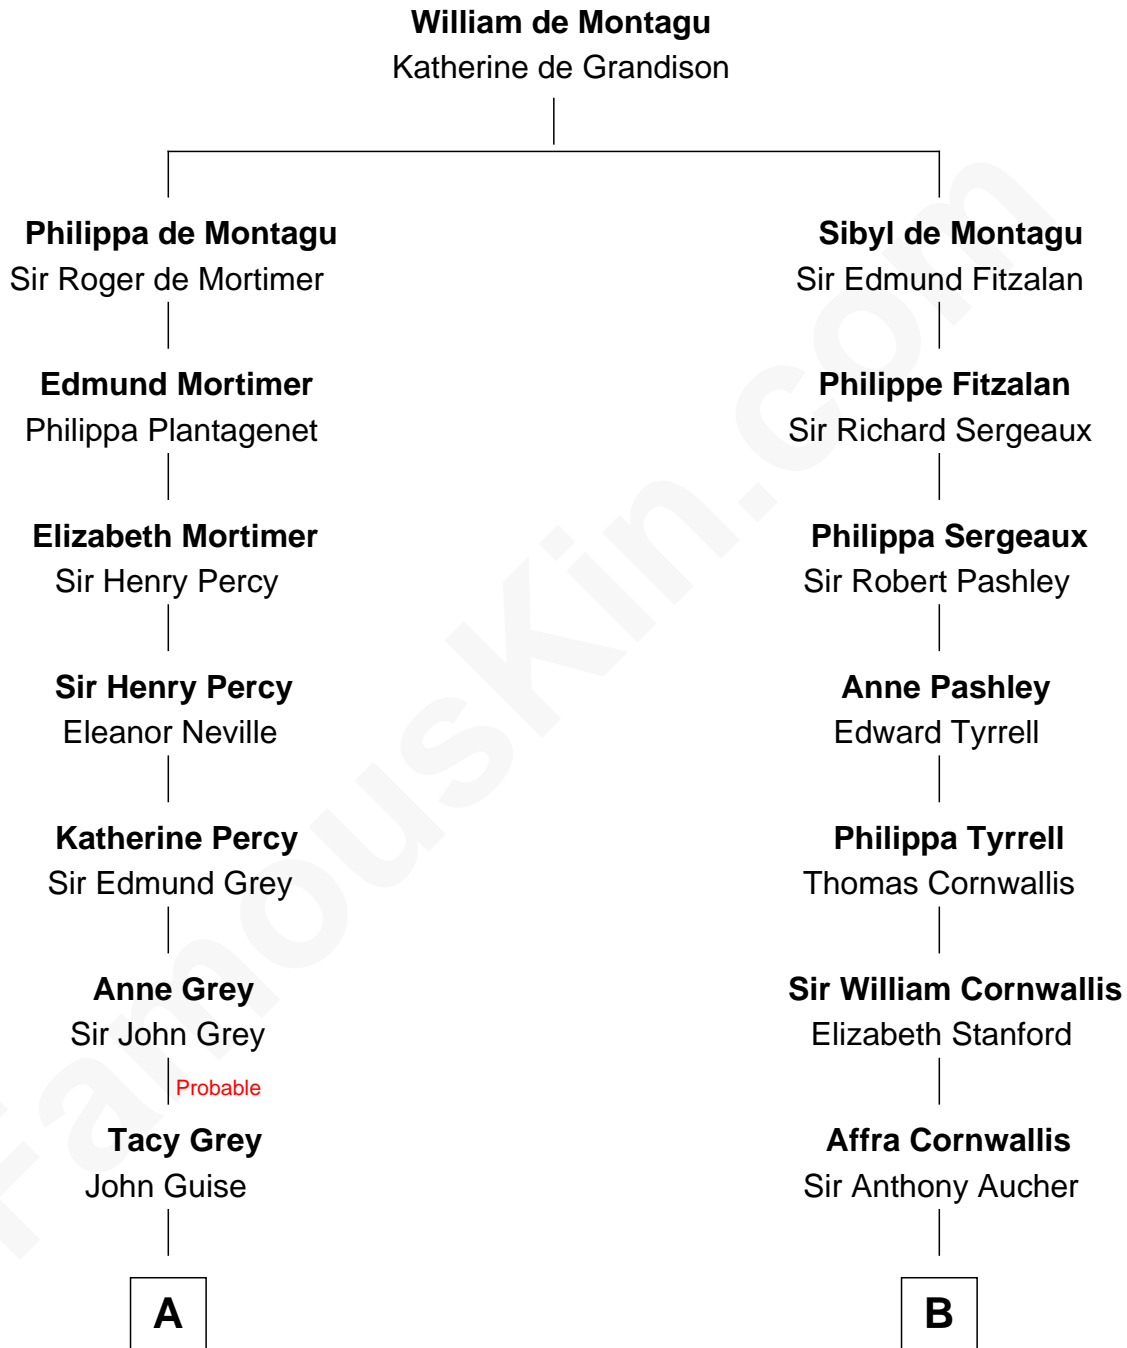 William de Montagu
Katherine de Grandison
Philippa de Montagu
Sir Roger de Mortimer
Sibyl de Montagu
Sir Edmund Fitzalan
Edmund Mortimer
Philippa Plantagenet
Philippe Fitzalan
Sir Richard Sergeaux
Elizabeth Mortimer
Sir Henry Percy
Philippa Sergeaux
Sir Robert Pashley
Sir Henry Percy
Eleanor Neville
Anne Pashley
Edward Tyrrell
Katherine Percy
Sir Edmund Grey
Philippa Tyrrell
Thomas Cornwallis
Anne Grey
Sir John Grey
Sir William Cornwallis
Elizabeth Stanford
Probable
Tacy Grey
John Guise
Affra Cornwallis
Sir Anthony Aucher
A
B
FamousKin.com